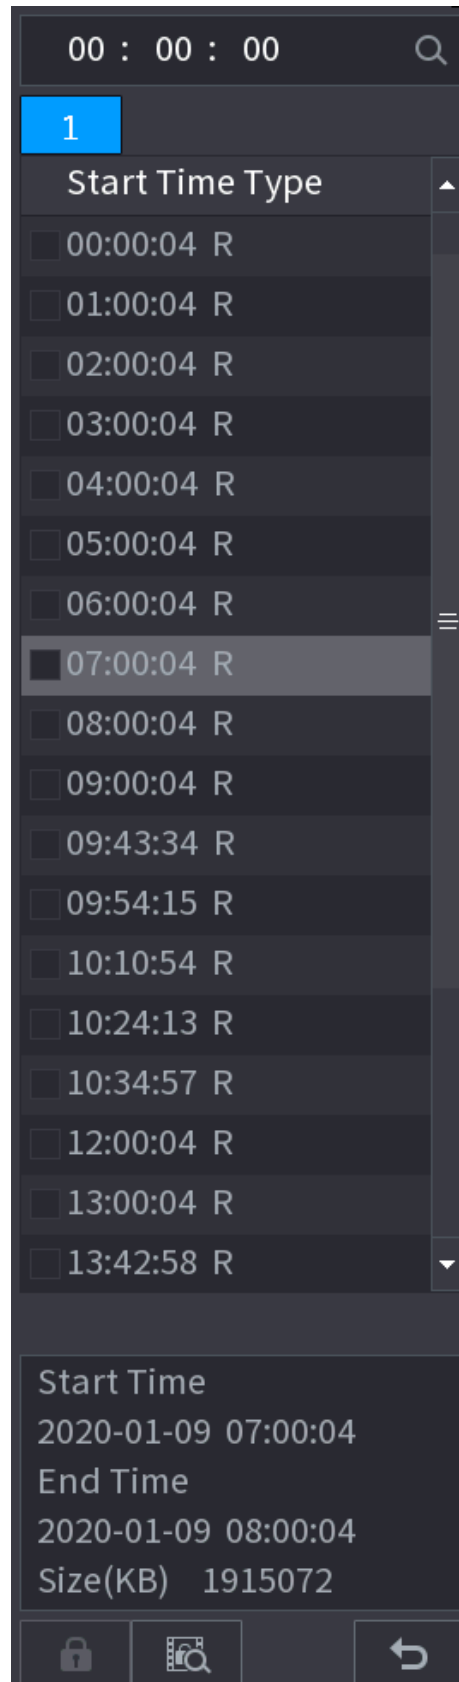 00 : 00 : 00
1
Start Time Type
00:00:04 R
01:00:04 R
02:00:04 R
03:00:04 R
04:00:04 R
05:00:04 R
06:00:04 R
07:00:04 R
08:00:04 R
09:00:04 R
09:43:34 R
09:54:15 R
10:10:54 R
10:24:13 R
10:34:57 R
12:00:04 R
13:00:04 R
13:42:58 R
Start Time
2020-01-09 07:00:04
End Time
2020-01-09 08:00:04
Size(KB) 1915072